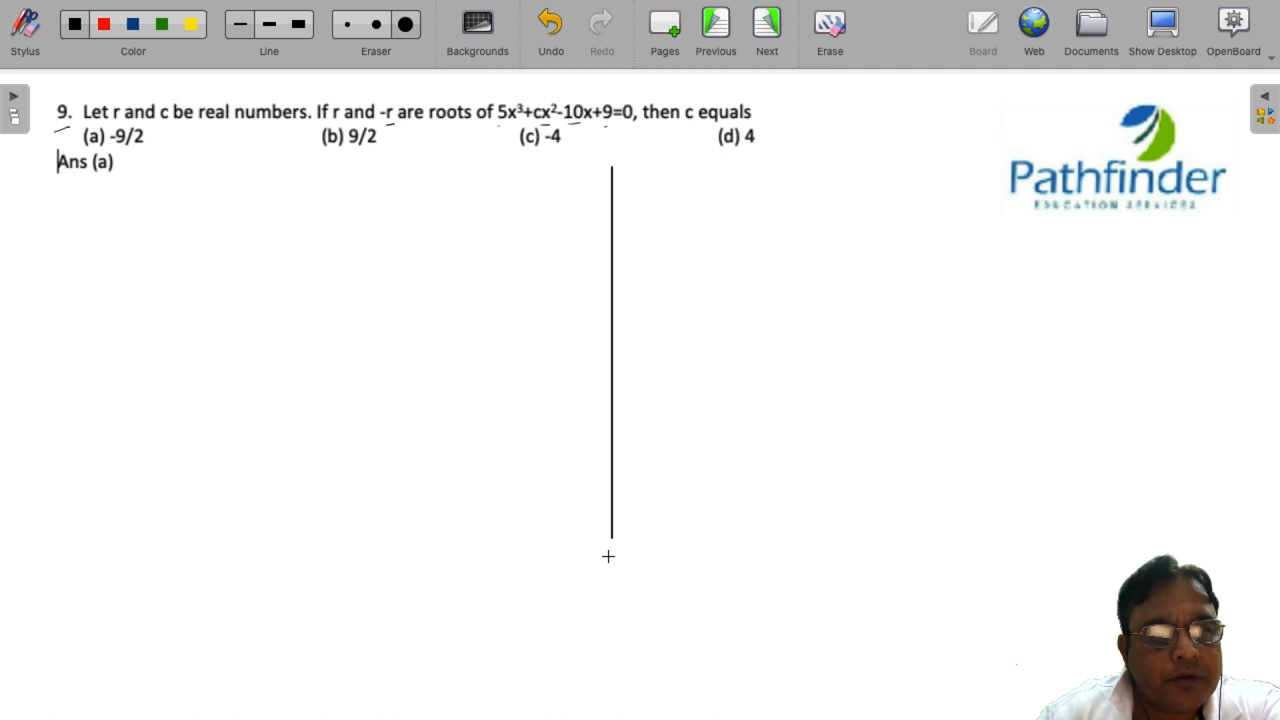 Stylus Color Line Eraser Backgrounds Undo Redo Pages Previous Next Erase Board Web Documents Show Desktop OpenBoard
9. Let r and c be real numbers. If r and -r are roots of 5x³+cx²-10x+9=0, then c equals
(a) -9/2 (b) 9/2 (c) -4 (d) 4
Ans (a)
Pathfinder
EDUCATION SERVICES